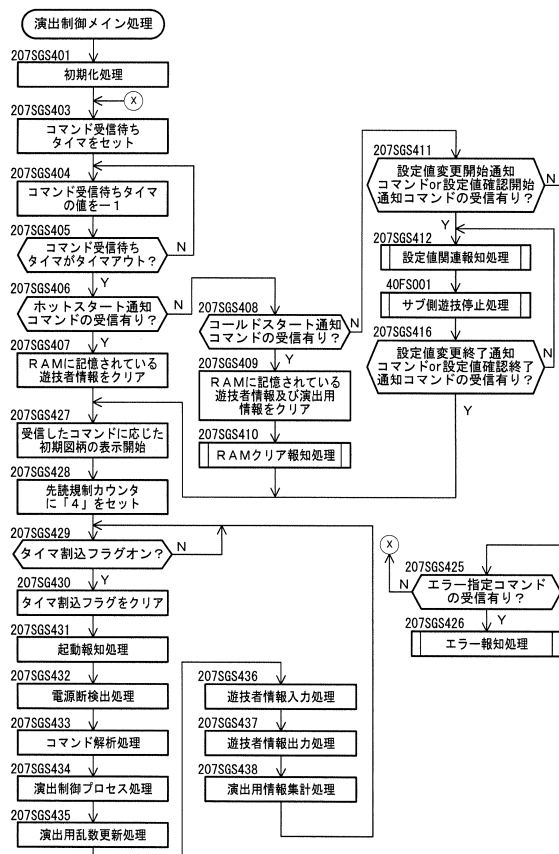 演出制御メイン処理
207SGS401
初期化処理
X
207SGS403
コマンド受信待ち
タイマをセット
207SGS404
コマンド受信待ちタイマ
の値を－１
207SGS405
コマンド受信待ち
タイマがタイムアウト？
N
Y
207SGS406
ホットスタート通知
コマンドの受信有り？
N
Y
207SGS407
ＲＡＭに記憶されている
遊技者情報をクリア
207SGS408
コールドスタート通知
コマンドの受信有り？
N
Y
207SGS409
ＲＡＭに記憶されている
遊技者情報及び演出用
情報をクリア
207SGS410
ＲＡＭクリア報知処理
207SGS411
設定値変更開始通知
コマンドor設定値確認開始
通知コマンドの受信有り？
N
Y
207SGS412
設定値関連報知処理
40FS001
サブ側遊技停止処理
207SGS416
設定値変更終了通知
コマンドor設定値確認終了
通知コマンドの受信有り？
N
Y
207SGS427
受信したコマンドに応じた
初期図柄の表示開始
207SGS428
先読規制カウンタ
に「４」をセット
207SGS429
タイマ割込フラグオン？
N
Y
207SGS430
タイマ割込フラグをクリア
207SGS431
起動報知処理
207SGS432
電源断検出処理
207SGS433
コマンド解析処理
207SGS434
演出制御プロセス処理
207SGS435
演出用乱数更新処理
207SGS436
遊技者情報入力処理
207SGS437
遊技者情報出力処理
207SGS438
演出用情報集計処理
X
207SGS425
エラー指定コマンド
の受信有り？
N
Y
207SGS426
エラー報知処理